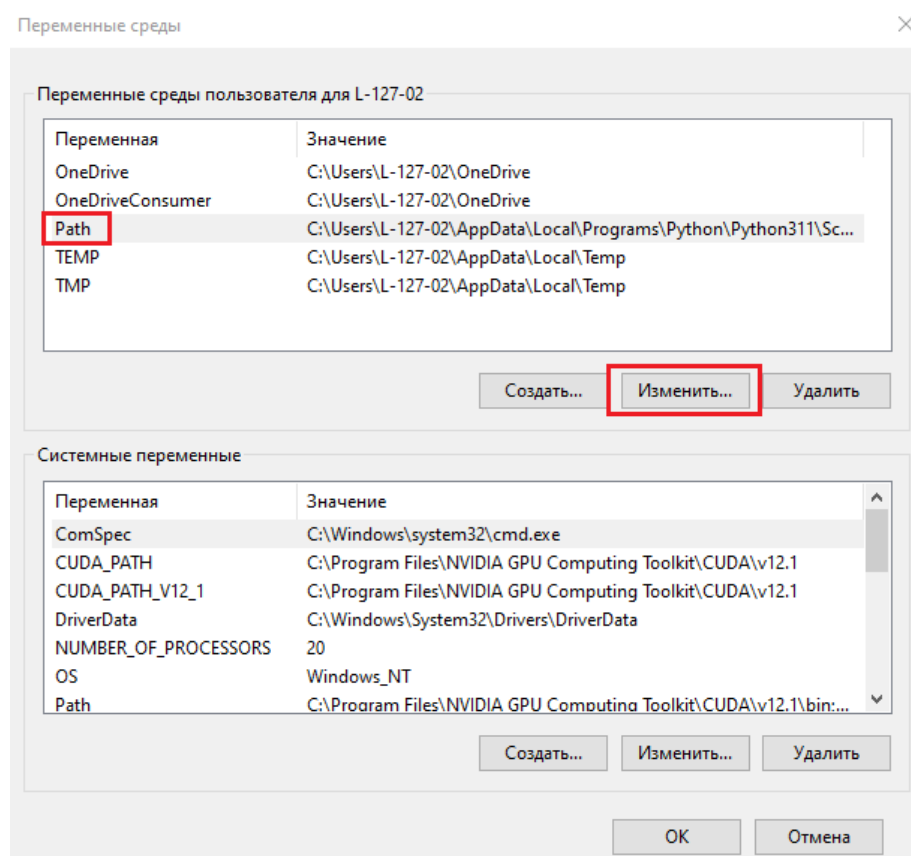 Переменные среды
Переменные среды пользователя для L-127-02
Переменная Значение
OneDrive C:\Users\L-127-02\OneDrive
OneDriveConsumer C:\Users\L-127-02\OneDrive
Path C:\Users\L-127-02\AppData\Local\Programs\Python\Python311\Sc...
TEMP C:\Users\L-127-02\AppData\Local\Temp
TMP C:\Users\L-127-02\AppData\Local\Temp
Создать... Изменить... Удалить
Системные переменные
Переменная Значение
ComSpec C:\Windows\system32\cmd.exe
CUDA_PATH C:\Program Files\NVIDIA GPU Computing Toolkit\CUDA\v12.1
CUDA_PATH_V12_1 C:\Program Files\NVIDIA GPU Computing Toolkit\CUDA\v12.1
DriverData C:\Windows\System32\Drivers\DriverData
NUMBER_OF_PROCESSORS 20
OS Windows_NT
Path C:\Program Files\NVIDIA GPU Computing Toolkit\CUDA\v12.1\bin;...
Создать... Изменить... Удалить
ОК Отмена